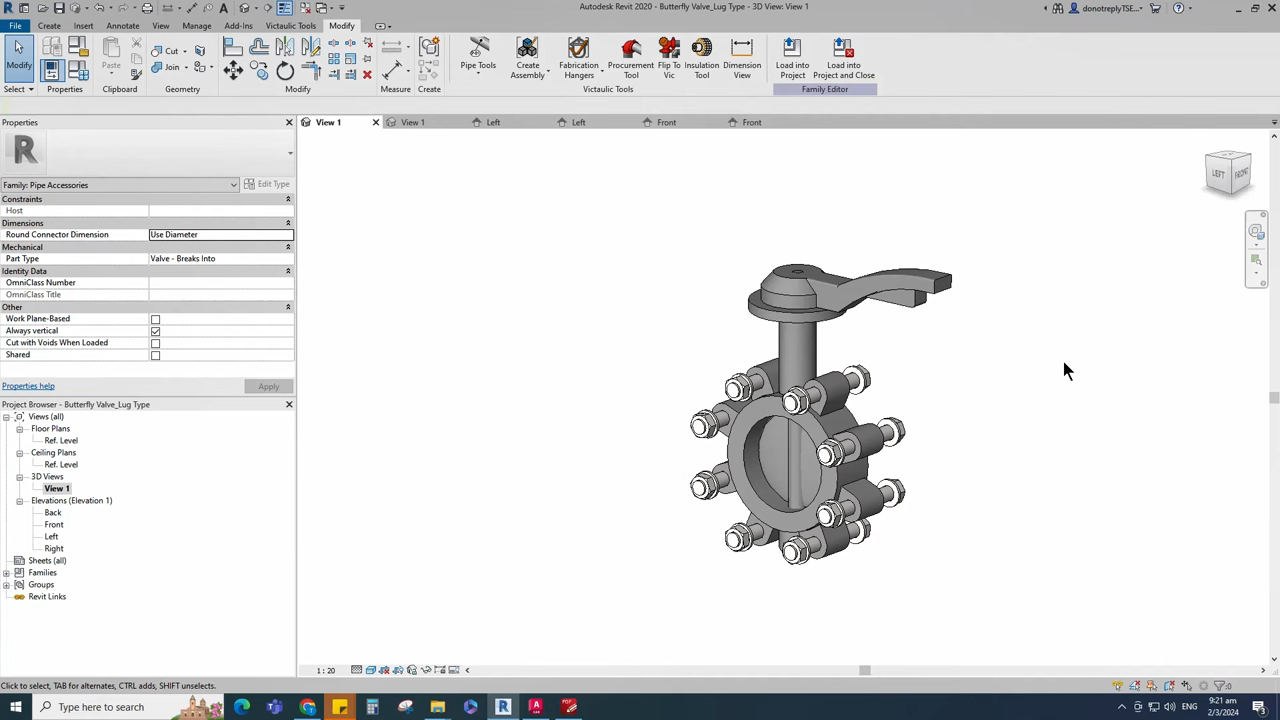 Autodesk Revit 2020 - Butterfly Valve_Lug Type - 3D View: View 1
donotreplyTSE...
File Create Insert Annotate View Manage Add-Ins Victaulic Tools Modify
Modify
Paste
Cut
Join
Pipe Tools
Create Assembly
Fabrication Hangers
Procurement Tool
Flip To Vic
Insulation Tool
Dimension View
Load into Project
Load into Project and Close
Select Properties Clipboard Geometry Modify Measure Create Victaulic Tools Family Editor
Properties
View 1 View 1 Left Left Front Front
R
Family: Pipe Accessories Edit Type
Constraints
Host
Dimensions
Round Connector Dimension Use Diameter
Mechanical
Part Type Valve - Breaks Into
Identity Data
OmniClass Number
OmniClass Title
Other
Work Plane-Based
Always vertical
Cut with Voids When Loaded
Shared
Properties help Apply
LEFT FRONT
Project Browser - Butterfly Valve_Lug Type
Views (all)
Floor Plans
Ref. Level
Ceiling Plans
Ref. Level
3D Views
View 1
Elevations (Elevation 1)
Back
Front
Left
Right
Sheets (all)
Families
Groups
Revit Links
1 : 20
Click to select, TAB for alternates, CTRL adds, SHIFT unselects.
:0
Type here to search
ENG
9:21 am
2/3/2024